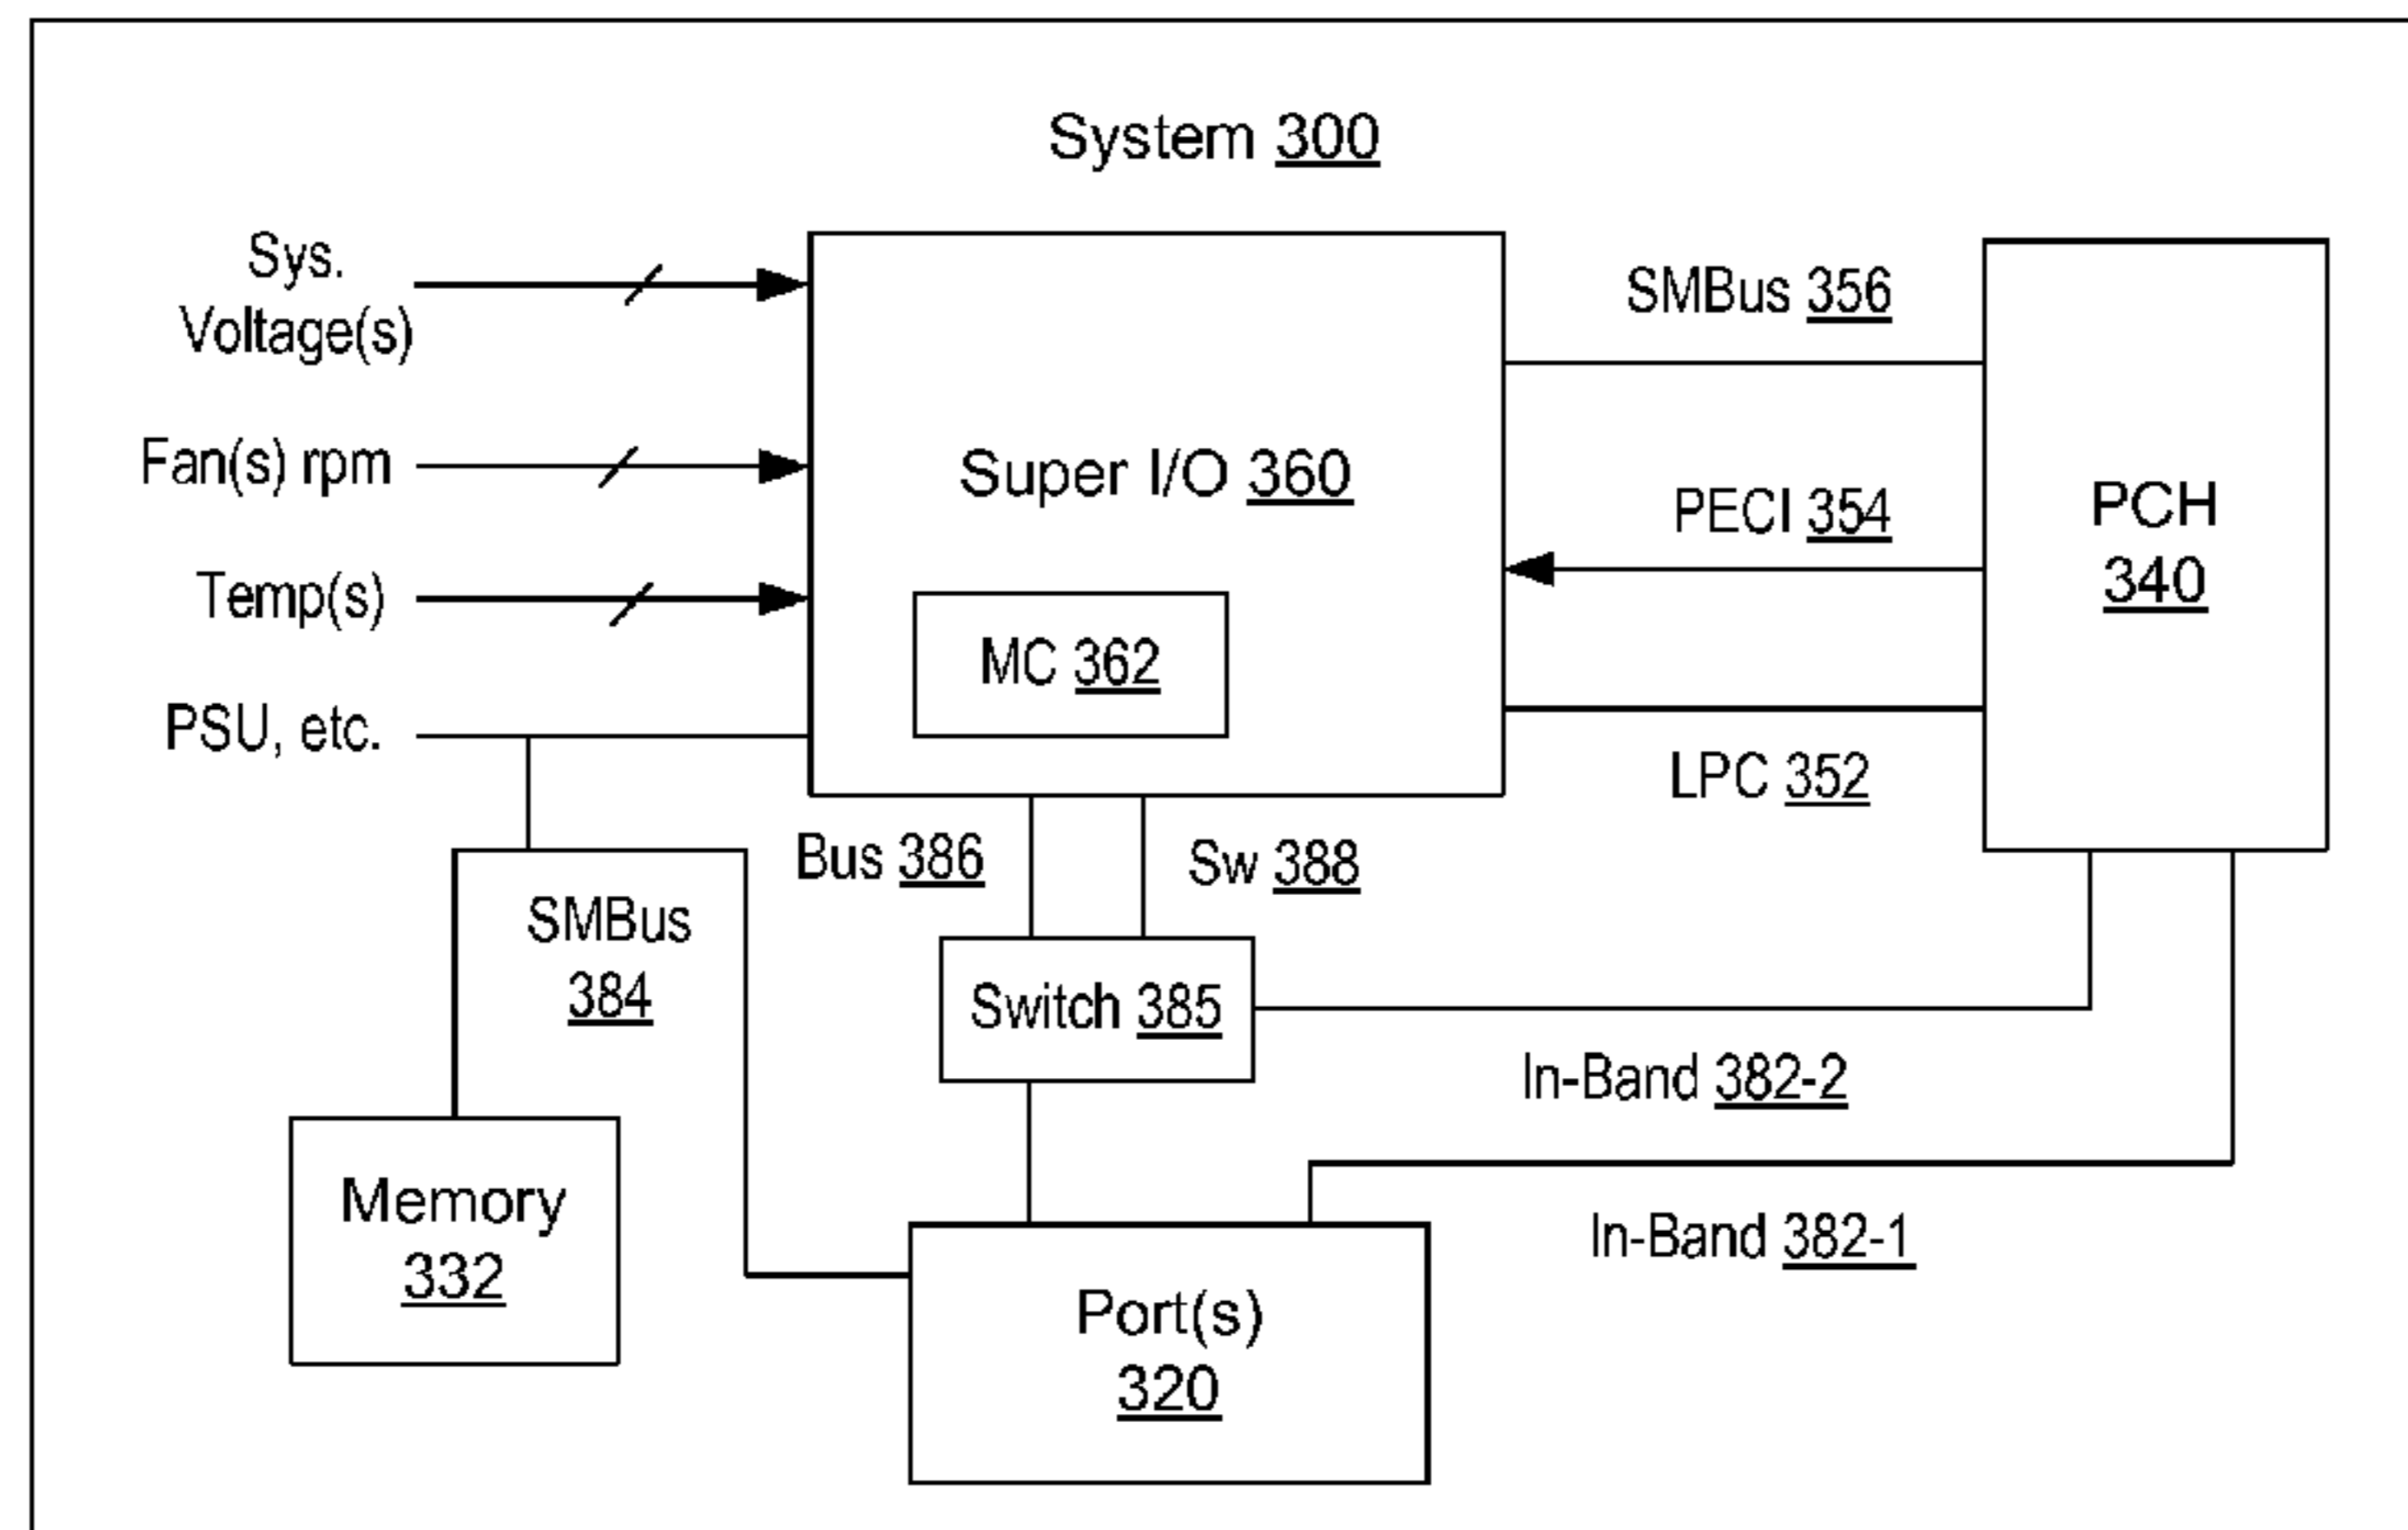 System 300
Sys.
Voltage(s)
SMBus 356
Fan(s) rpm
Super I/O 360
PECI 354
PCH
340
Temp(s)
MC 362
PSU, etc.
LPC 352
Bus 386
Sw 388
SMBus
384
Switch 385
In-Band 382-2
Memory
332
In-Band 382-1
Port(s)
320